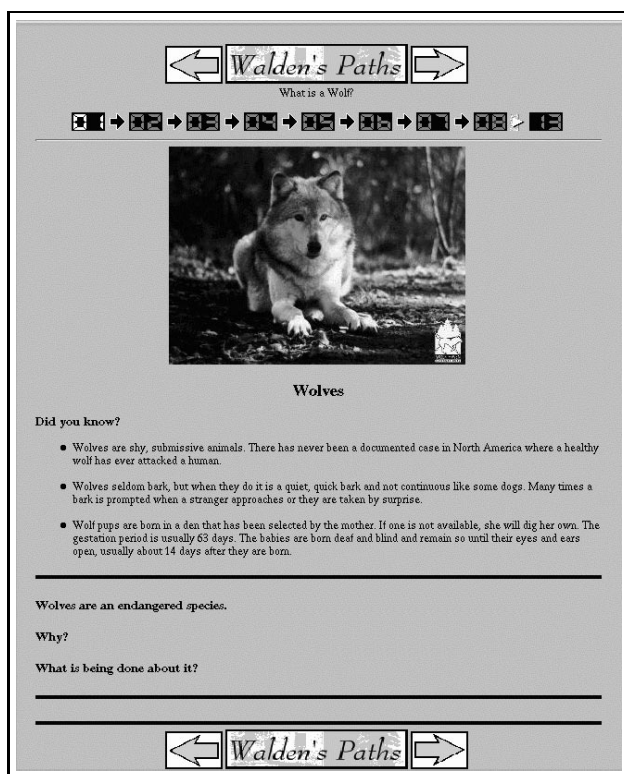 Walden's Paths
What is a Wolf?
01 02 03 04 05 06 07 08 13
Wolves
Did you know?
Wolves are shy, submissive animals. There has never been a documented case in North America where a healthy
wolf has ever attacked a human.
Wolves seldom bark, but when they do it is a quiet, quick bark and not continuous like some dogs. Many times a
bark is prompted when a stranger approaches or they are taken by surprise.
Wolf pups are born in a den that has been selected by the mother. If one is not available, she will dig her own. The
gestation period is usually 63 days. The babies are born deaf and blind and remain so until their eyes and ears
open, usually about 14 days after they are born.
Wolves are an endangered species.
Why?
What is being done about it?
Walden's Paths